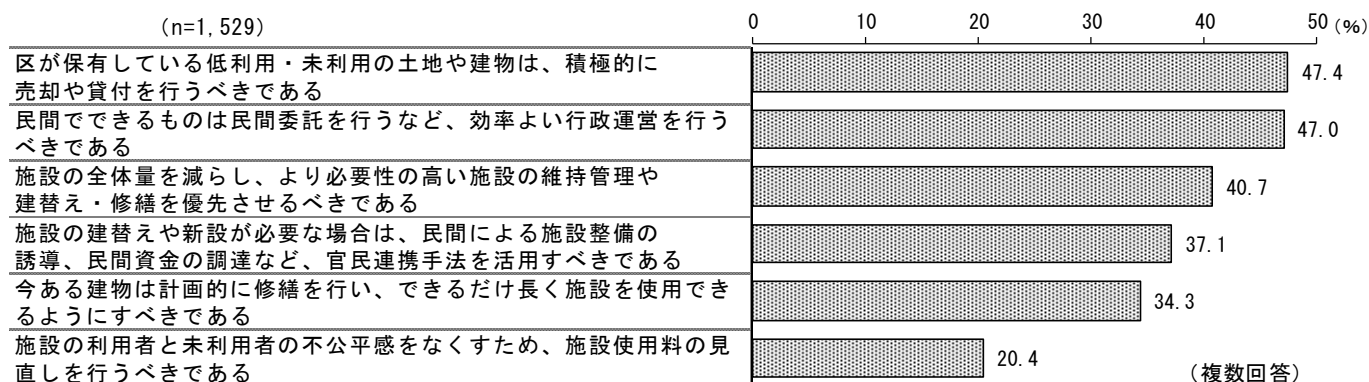 (n=1,529)
0 10 20 30 40 50 (%)
区が保有している低利用・未利用の土地や建物は、積極的に
売却や貸付を行うべきである
47.4
民間でできるものは民間委託を行うなど、効率よい行政運営を行う
べきである
47.0
施設の全体量を減らし、より必要性の高い施設の維持管理や
建替え・修繕を優先させるべきである
40.7
施設の建替えや新設が必要な場合は、民間による施設整備の
誘導、民間資金の調達など、官民連携手法を活用すべきである
37.1
今ある建物は計画的に修繕を行い、できるだけ長く施設を使用でき
るようにすべきである
34.3
施設の利用者と未利用者の不公平感をなくすため、施設使用料の見
直しを行うべきである
20.4
(複数回答)